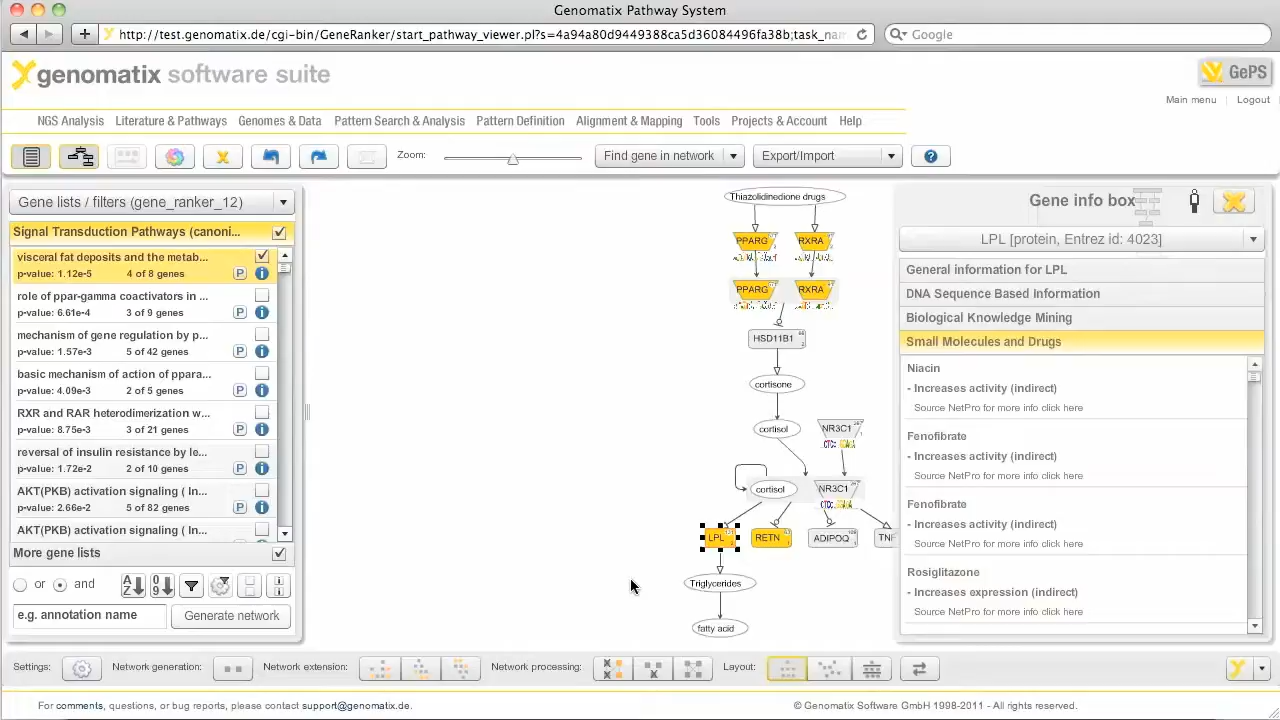 Genomatix Pathway System
http://test.genomatix.de/cgi-bin/GeneRanker/start_pathway_viewer.pl?s=4a94a80d9449388ca5d36084496fa38b;task_na
Google
genomatix software suite
GePS
Main menu | Logout
NGS Analysis Literature & Pathways Genomes & Data Pattern Search & Analysis Pattern Definition Alignment & Mapping Tools Projects & Account Help
Zoom: Find gene in network Export/Import ?
Gene lists / filters (gene_ranker_12)
Signal Transduction Pathways (canoni...
visceral fat deposits and the metab...
p-value: 1.12e-5 4 of 8 genes P i
role of ppar-gamma coactivators in ...
p-value: 6.61e-4 3 of 9 genes P i
mechanism of gene regulation by p...
p-value: 1.57e-3 5 of 42 genes P i
basic mechanism of action of ppara...
p-value: 4.09e-3 2 of 5 genes P i
RXR and RAR heterodimerization w...
p-value: 8.75e-3 3 of 21 genes P i
reversal of insulin resistance by le...
p-value: 1.72e-2 2 of 10 genes P i
AKT(PKB) activation signaling ( In...
p-value: 2.66e-2 5 of 82 genes P i
AKT(PKB) activation signaling ( In...
More gene lists
or and
e.g. annotation name Generate network
Thiazolidinedione drugs
PPARG RXRA
PPARG RXRA
HSD11B1
cortisone
cortisol NR3C1
cortisol NR3C1
LPL RETN ADIPOQ TNF
Triglycerides
fatty acid
Gene info box
LPL [protein, Entrez id: 4023]
General information for LPL
DNA Sequence Based Information
Biological Knowledge Mining
Small Molecules and Drugs
Niacin
- Increases activity (indirect)
Source NetPro for more info click here
Fenofibrate
- Increases activity (indirect)
Source NetPro for more info click here
Fenofibrate
- Increases activity (indirect)
Source NetPro for more info click here
Rosiglitazone
- Increases expression (indirect)
Source NetPro for more info click here
Settings: Network generation: Network extension: Network processing: Layout:
For comments, questions, or bug reports, please contact support@genomatix.de.
© Genomatix Software GmbH 1998-2011 - All rights reserved.